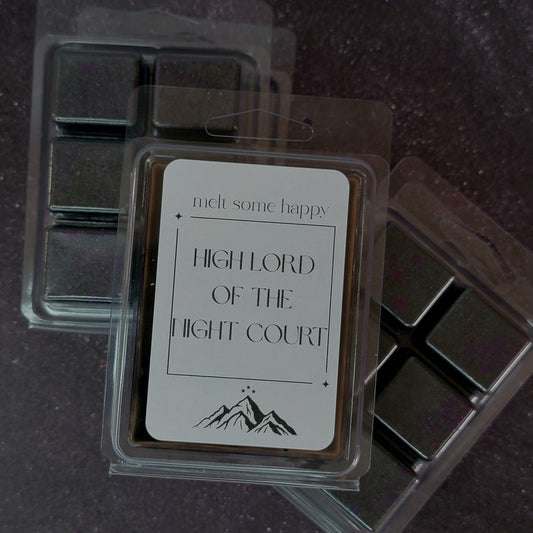 melt some happy
HIGH LORD
OF THE
NIGHT COURT